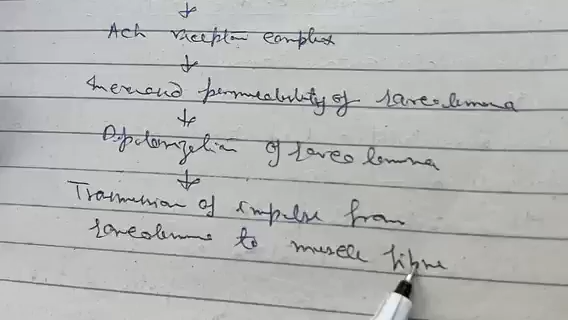 ↓
Ach receptor complex
↓
Increased permeability of sarcolemma
↓
Depolarization of sarcolemma
↓
Transmission of impulse from
sarcolemma to muscle fibre